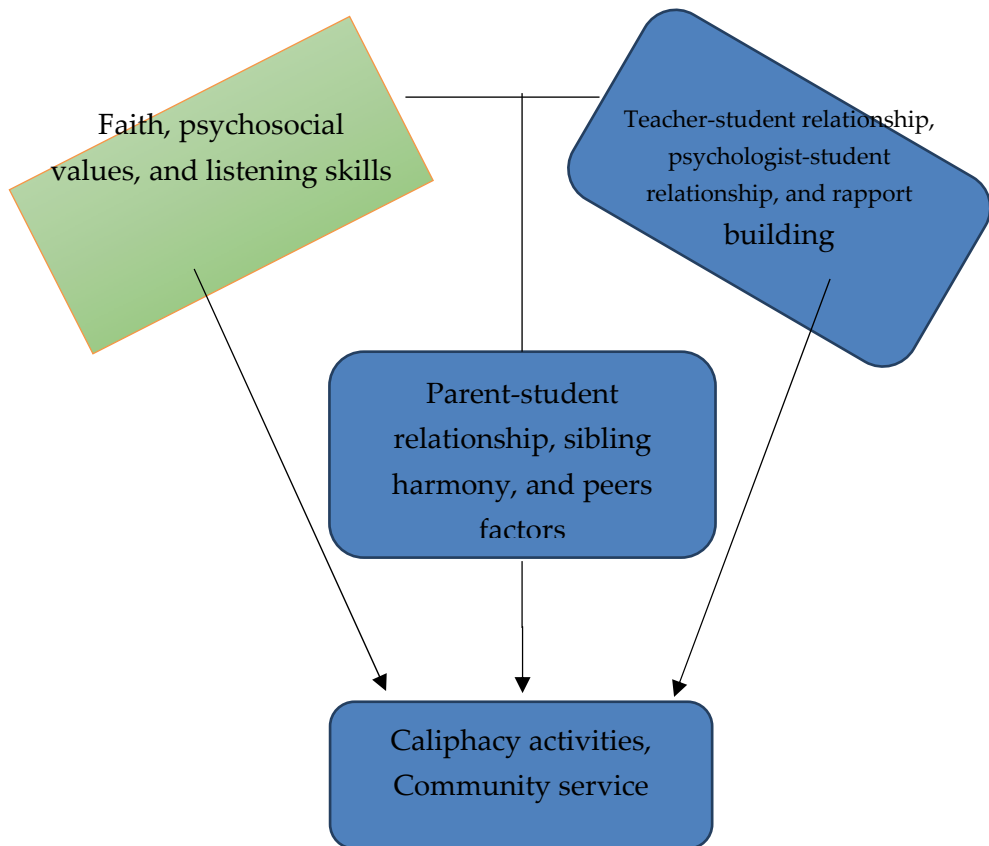 Faith, psychosocial
values, and listening skills
Teacher-student relationship,
psychologist-student
relationship, and rapport
building
Parent-student
relationship, sibling
harmony, and peers
factors
Caliphacy activities,
Community service